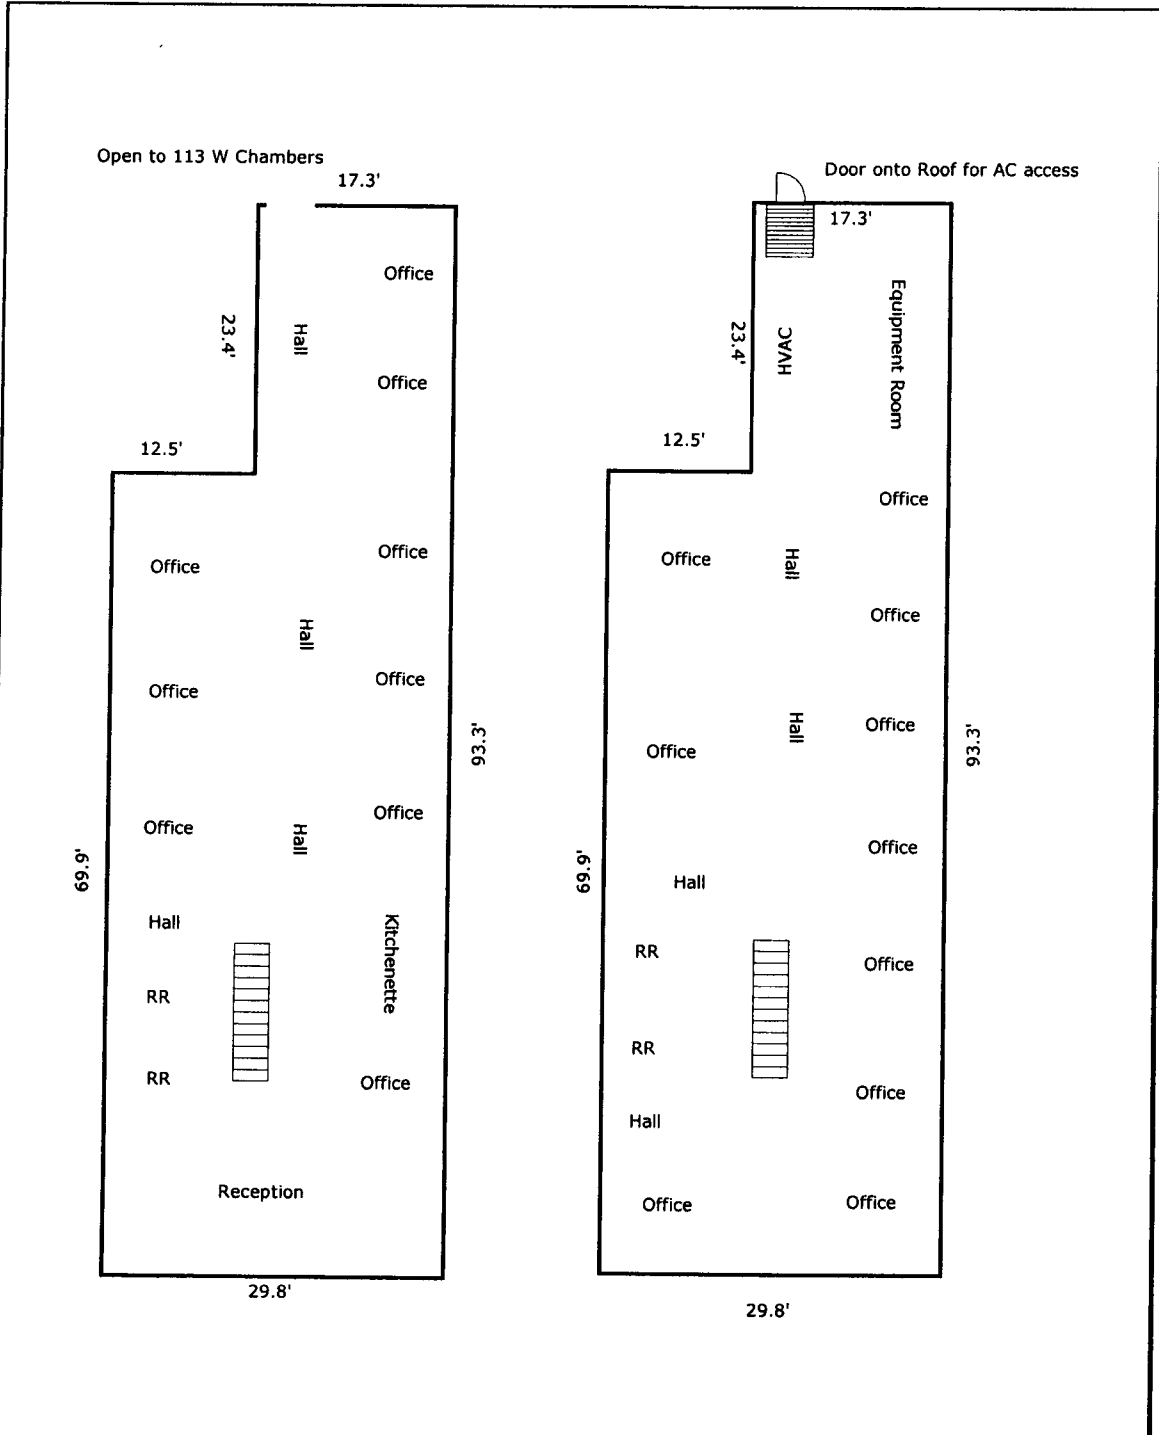 Open to 113 W Chambers
17.3'
Office
23.4'
Hall
Office
12.5'
Office
Office
Hall
Office
Office
93.3'
Office
Office
Hall
69.9'
Hall
Kitchenette
RR
RR
Office
Reception
29.8'
Door onto Roof for AC access
17.3'
Equipment Room
23.4'
HVAC
12.5'
Office
Office
Hall
Office
Office
Hall
Office
93.3'
Office
69.9'
Hall
RR
Office
RR
Office
Hall
Office
Office
29.8'